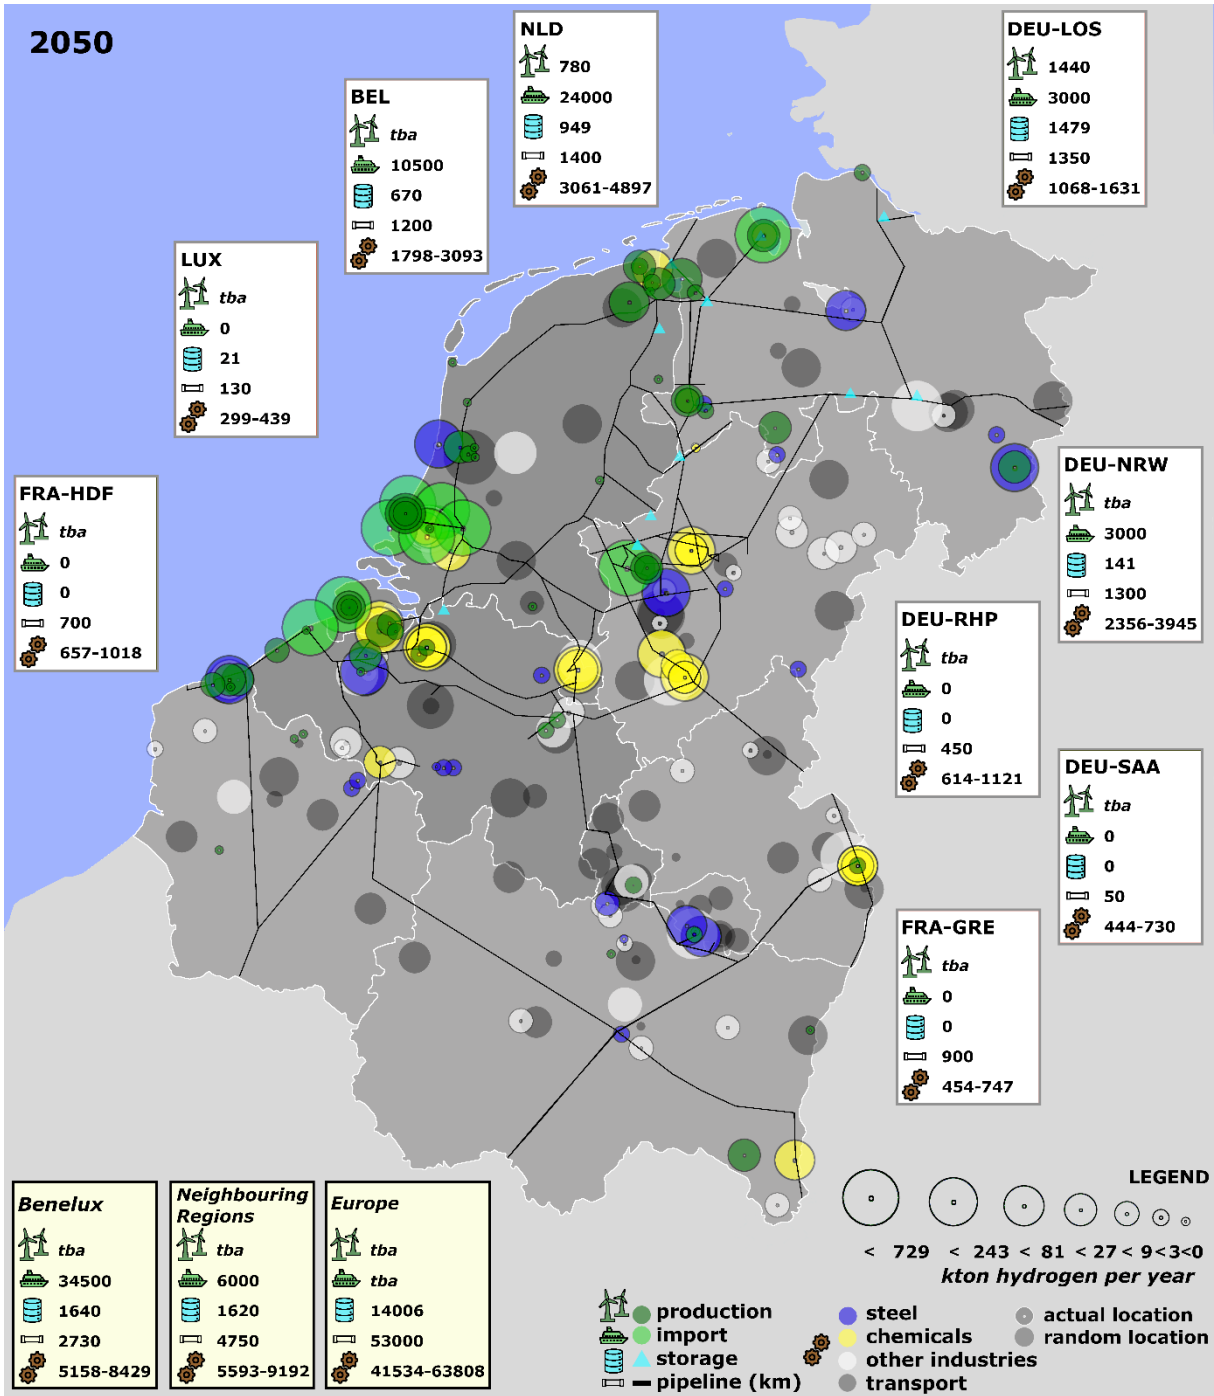 2050
NLD
780
24000
949
1400
3061-4897
DEU-LOS
1440
3000
1479
1350
1068-1631
BEL
tba
10500
670
1200
1798-3093
LUX
tba
0
21
130
299-439
FRA-HDF
tba
0
0
700
657-1018
DEU-NRW
tba
3000
141
1300
2356-3945
DEU-RHP
tba
0
0
450
614-1121
DEU-SAA
tba
0
0
50
444-730
FRA-GRE
tba
0
0
900
454-747
Benelux
tba
34500
1640
2730
5158-8429
Neighbouring
Regions
tba
6000
1620
4750
5593-9192
Europe
tba
tba
14006
53000
41534-63808
LEGEND
< 729 < 243 < 81 < 27 < 9 <3<0
kton hydrogen per year
production
import
storage
pipeline (km)
steel
chemicals
other industries
transport
actual location
random location